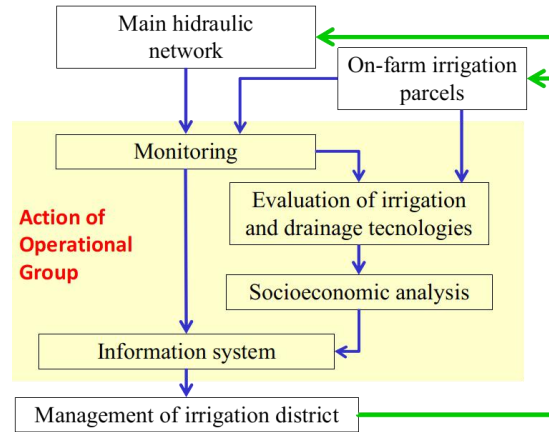 Main hidraulic
network
On-farm irrigation
parcels
Monitoring
Evaluation of irrigation
and drainage tecnologies
Action of
Operational
Group
Socioeconomic analysis
Information system
Management of irrigation district